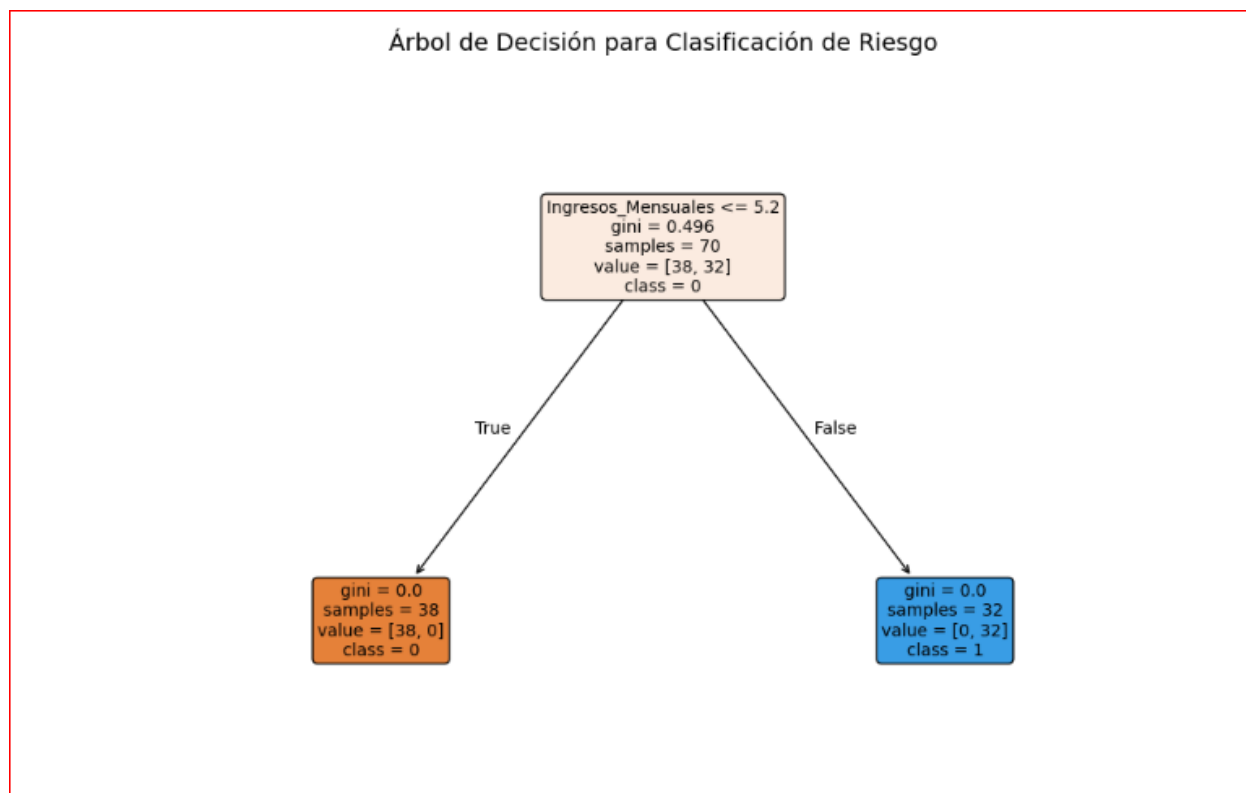 Árbol de Decisión para Clasificación de Riesgo
Ingresos_Mensuales <= 5.2
gini = 0.496
samples = 70
value = [38, 32]
class = 0
True
False
gini = 0.0
samples = 38
value = [38, 0]
class = 0
gini = 0.0
samples = 32
value = [0, 32]
class = 1